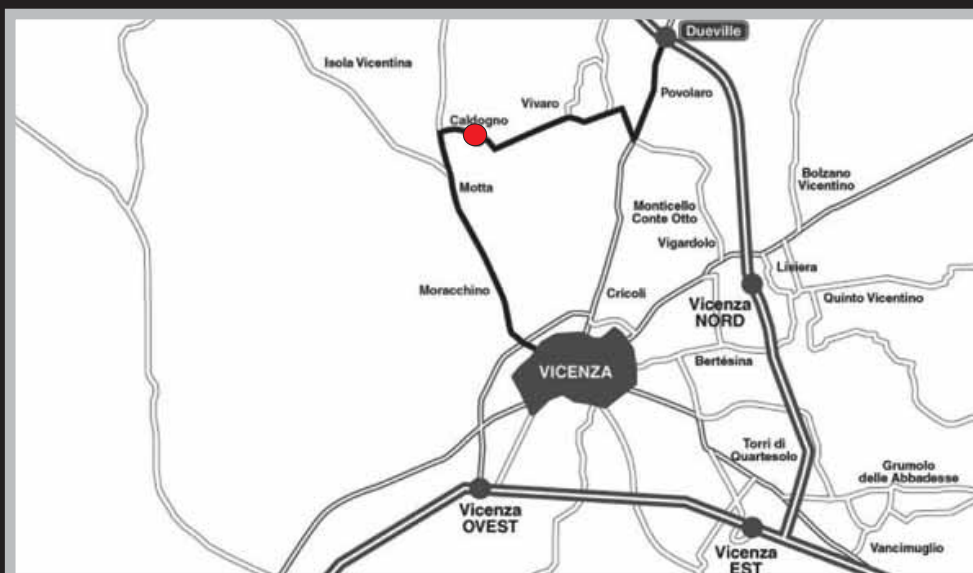 Dueville
Isola Vicentina
Povolaro
Vivaro
Caldogno
Bolzano
Vicentino
Motta
Monticello
Conte Otto
Vigardolo
Lisiera
Moracchino
Cricoli
Quinto Vicentino
Vicenza
NORD
Bertésina
VICENZA
Torri di
Quartesolo
Grumolo
delle Abbadesse
Vicenza
OVEST
Vancimuglio
Vicenza
EST